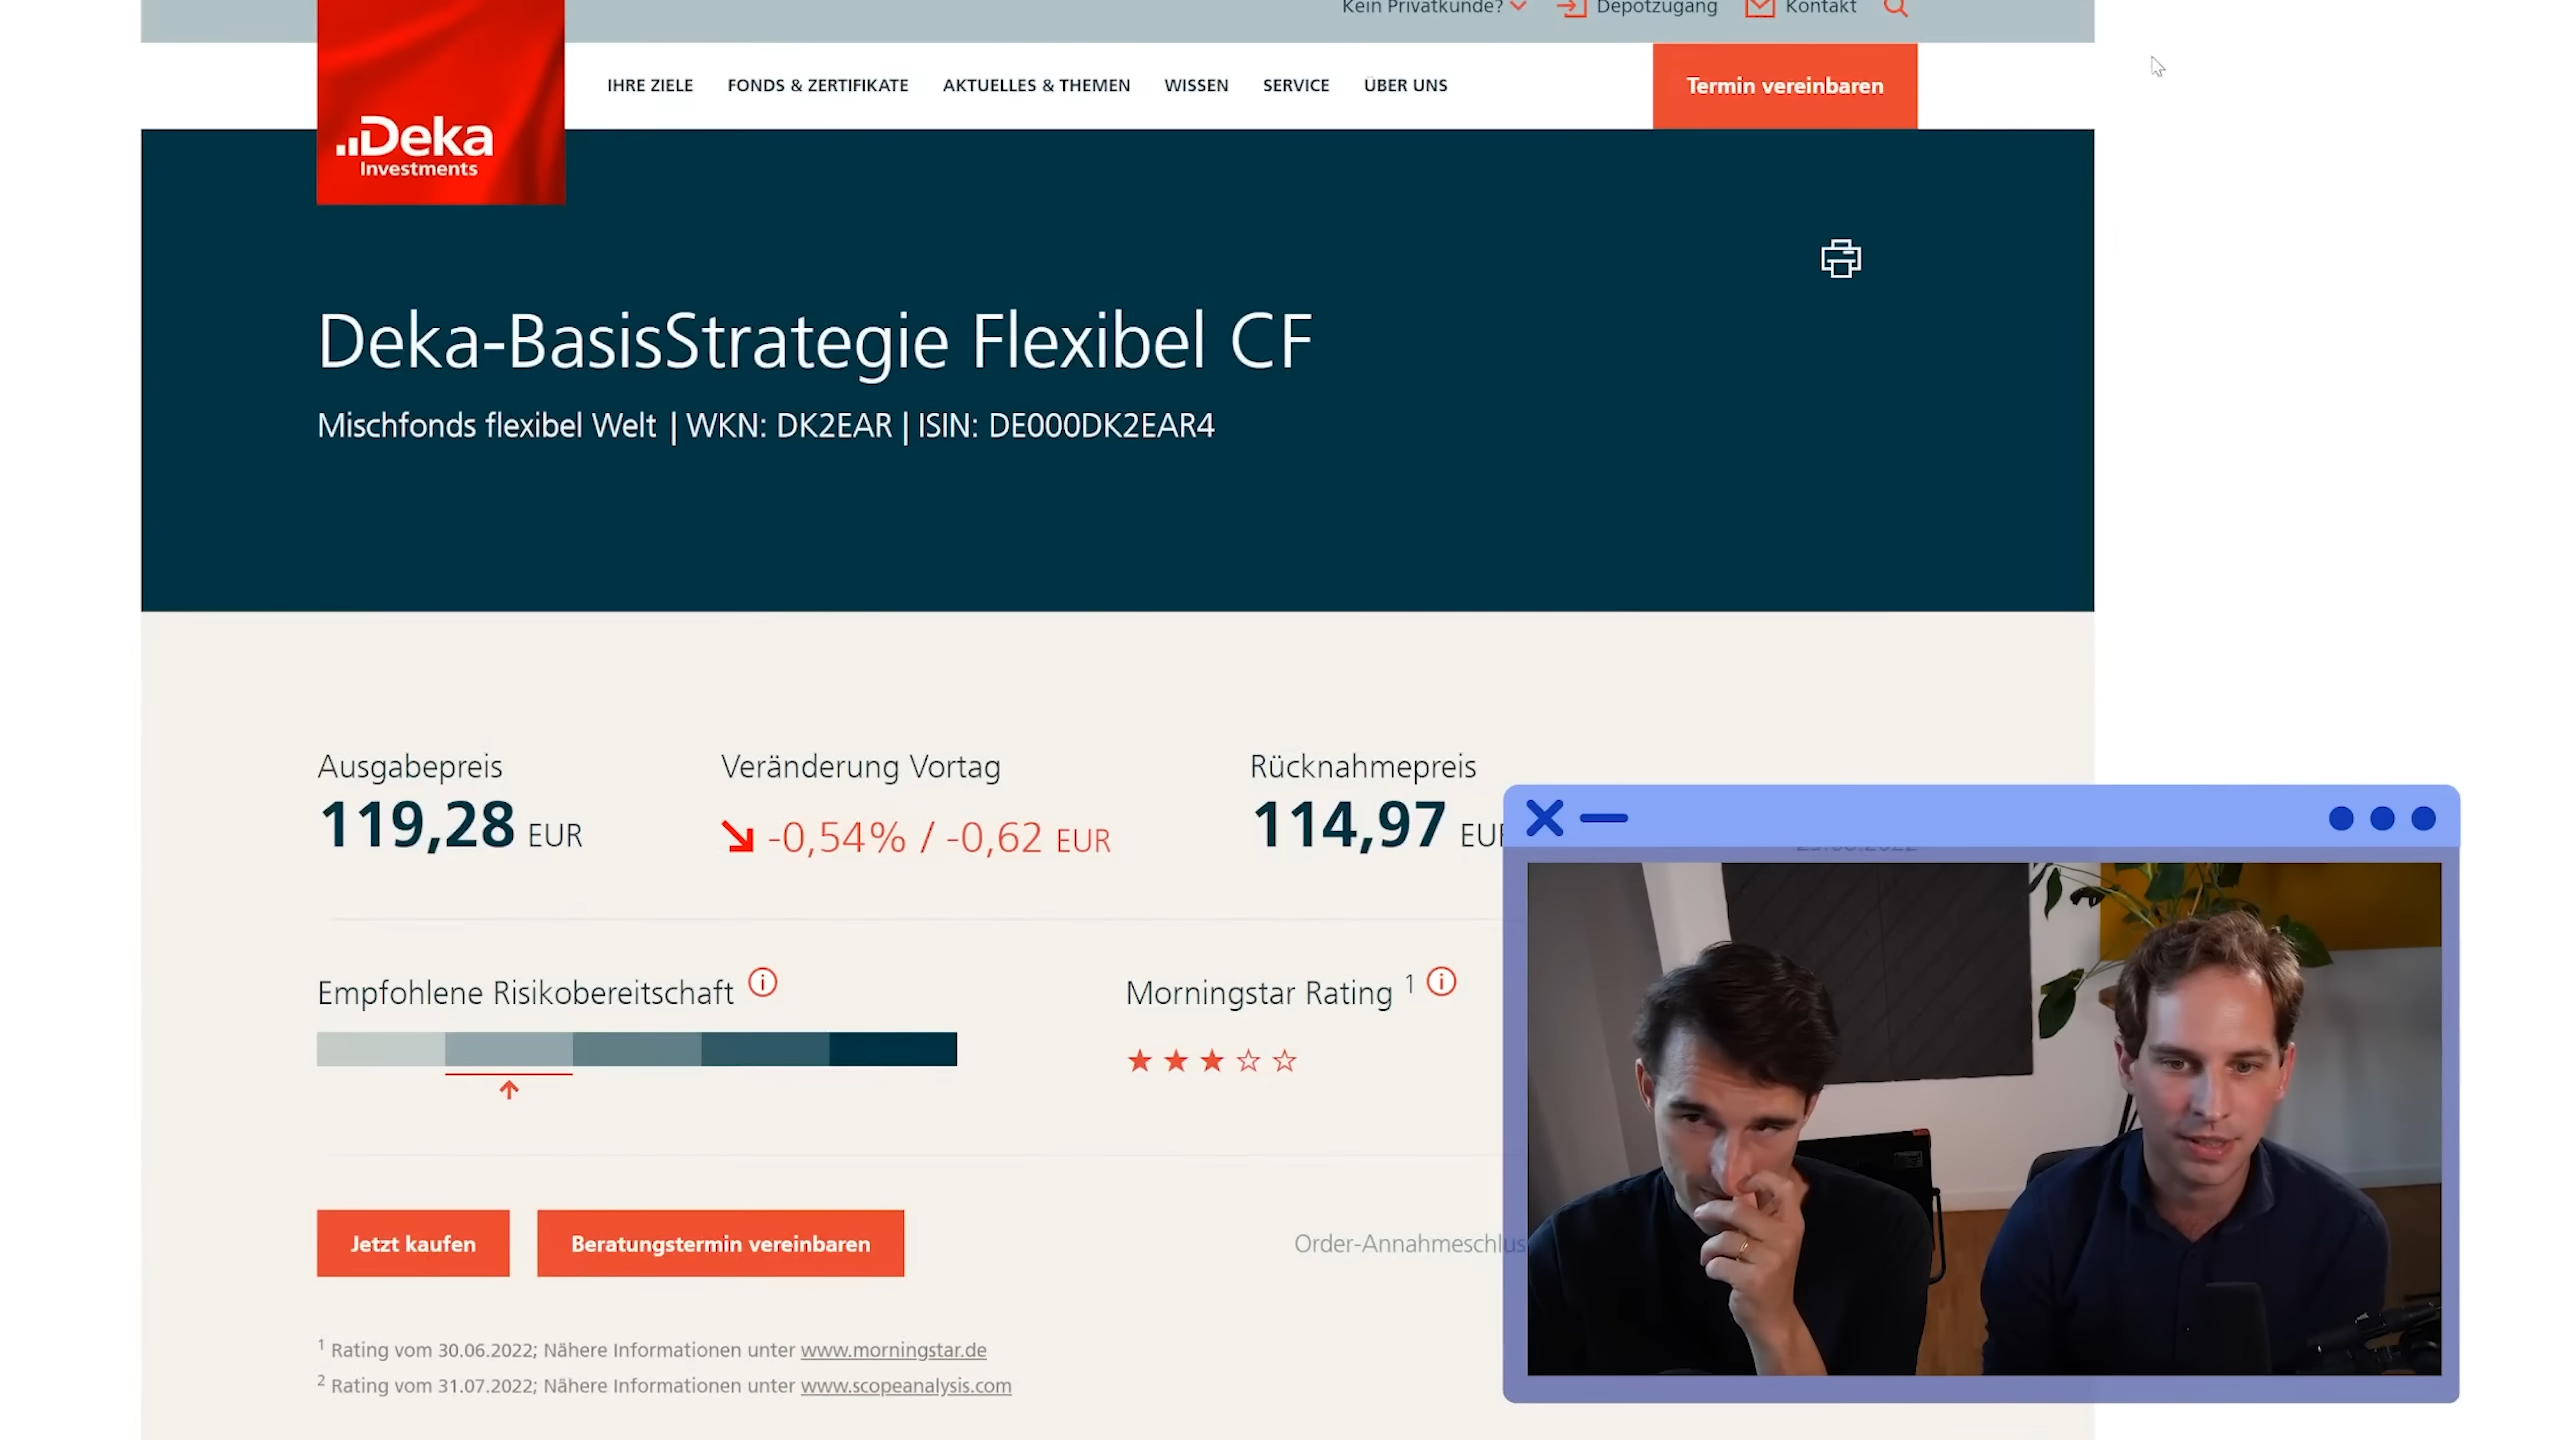 Kein Privatkunde? Depotzugang Kontakt
Deka
Investments
IHRE ZIELE FONDS & ZERTIFIKATE AKTUELLES & THEMEN WISSEN SERVICE ÜBER UNS
Termin vereinbaren
Deka-BasisStrategie Flexibel CF
Mischfonds flexibel Welt | WKN: DK2EAR | ISIN: DE000DK2EAR4
Ausgabepreis Veränderung Vortag Rücknahmepreis
119,28 EUR -0,54% / -0,62 EUR 114,97 EUR
Empfohlene Risikobereitschaft Morningstar Rating 1
Jetzt kaufen Beratungstermin vereinbaren Order-Annahmeschlus
1 Rating vom 30.06.2022; Nähere Informationen unter www.morningstar.de
2 Rating vom 31.07.2022; Nähere Informationen unter www.scopeanalysis.com